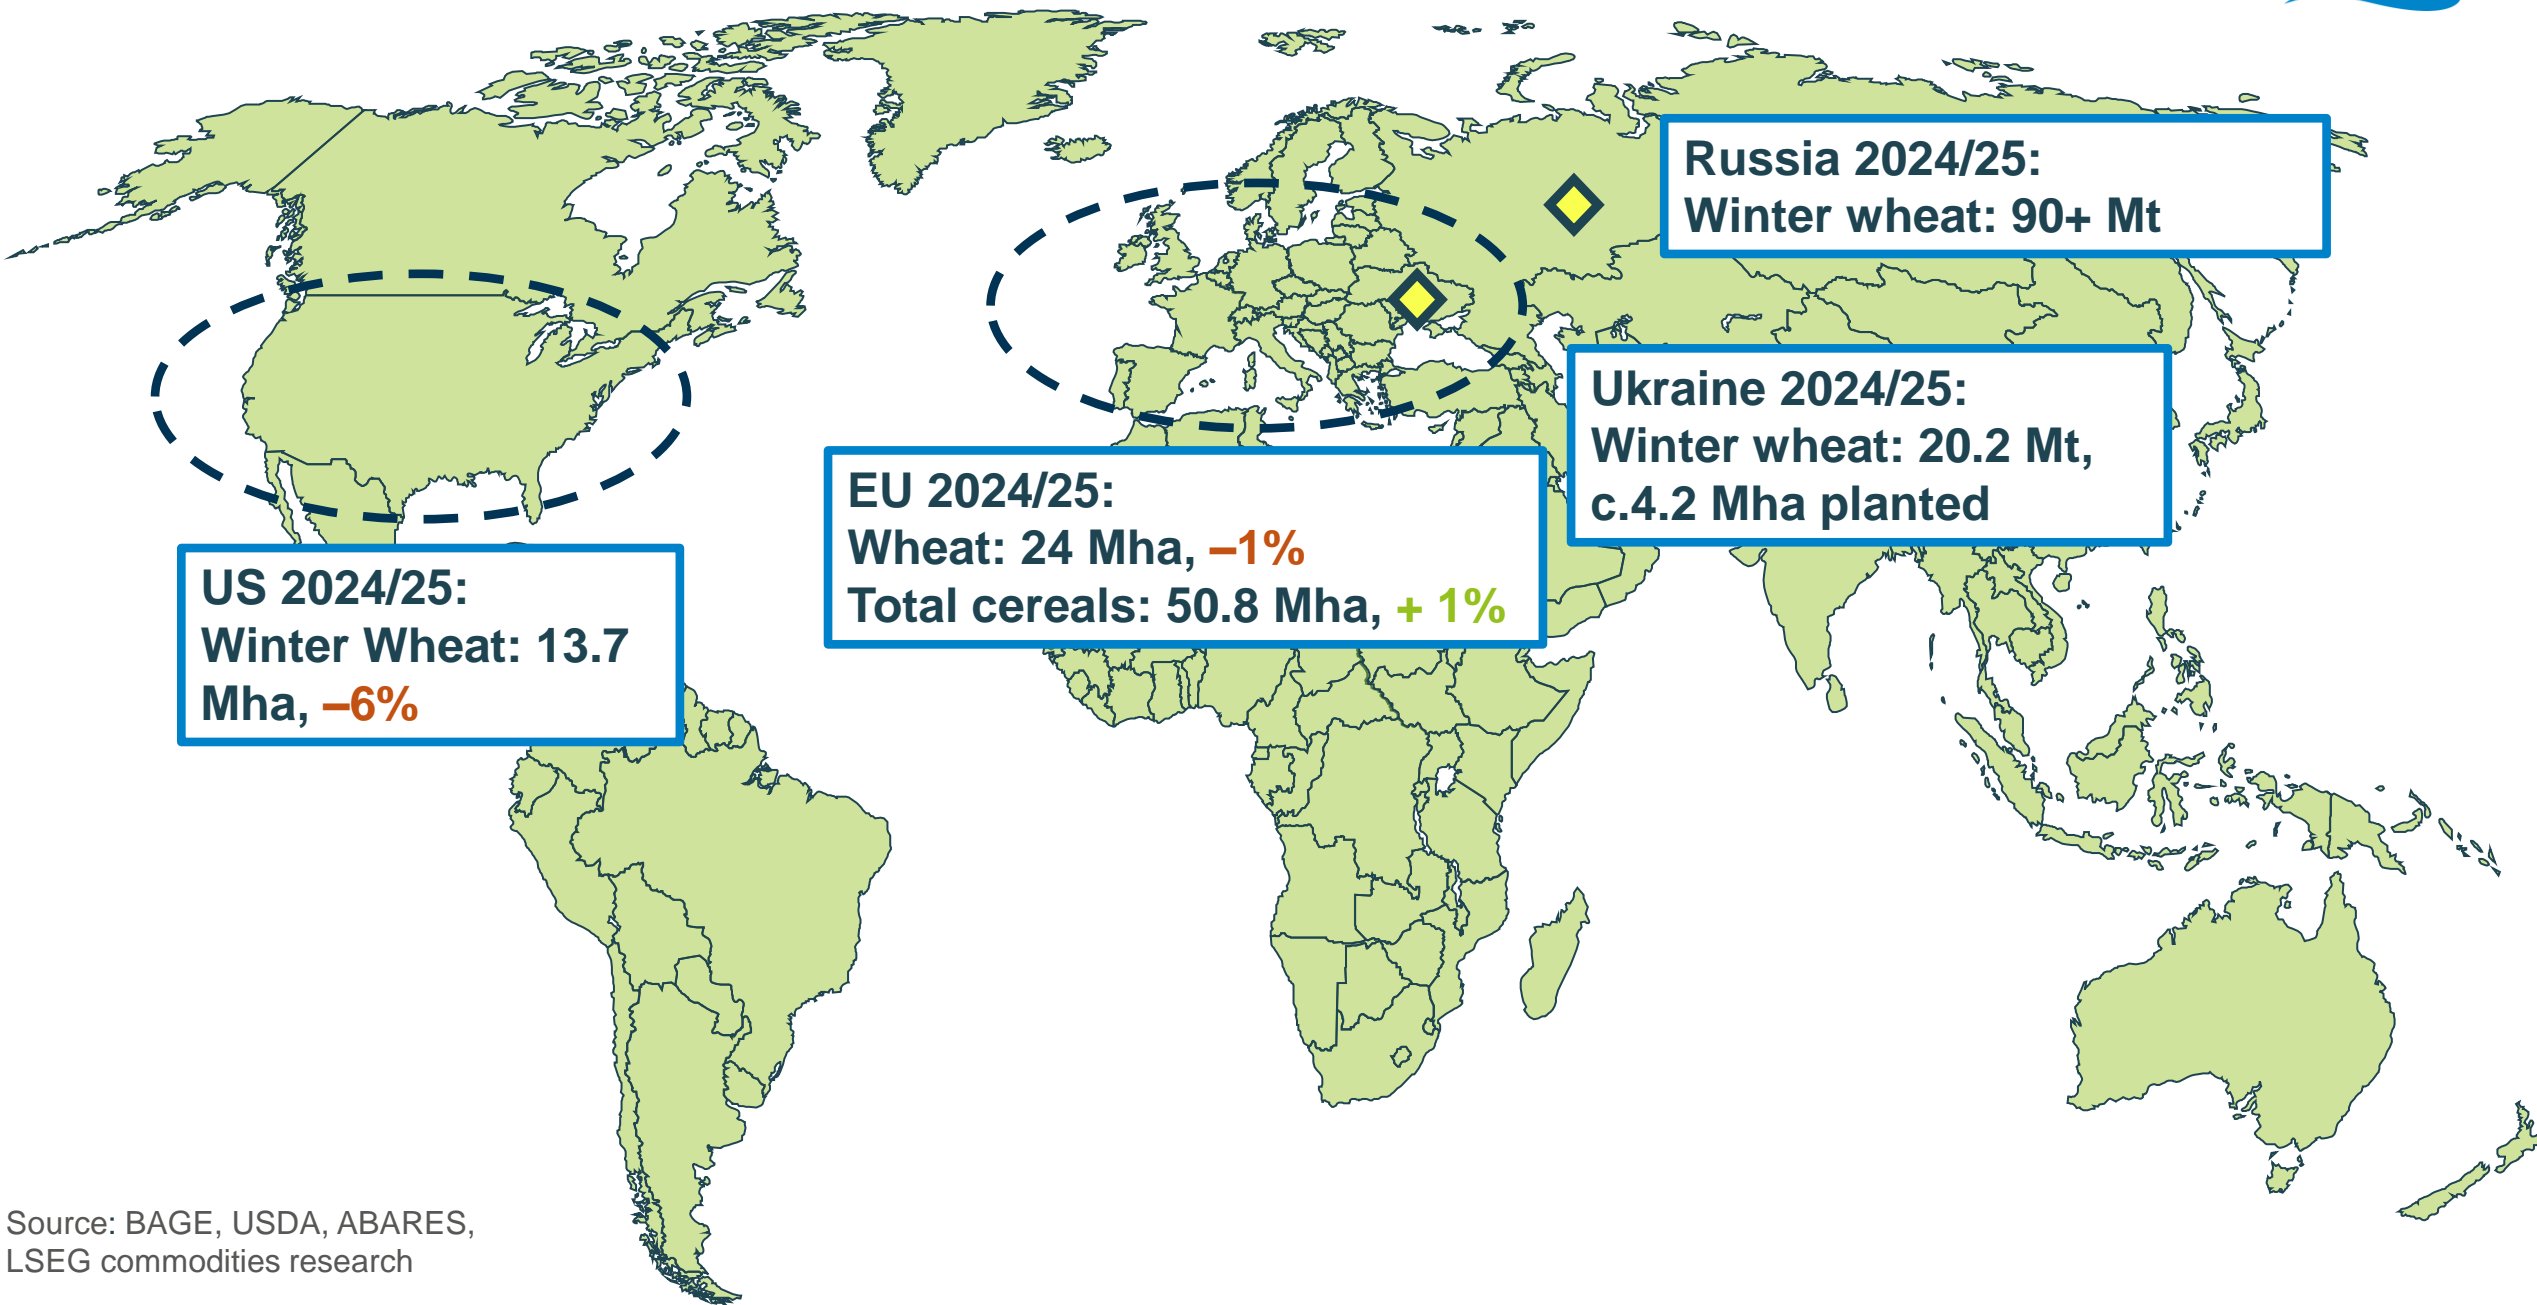 Russia 2024/25:
Winter wheat: 90+ Mt
Ukraine 2024/25:
Winter wheat: 20.2 Mt,
c.4.2 Mha planted
EU 2024/25:
Wheat: 24 Mha, –1%
Total cereals: 50.8 Mha, + 1%
US 2024/25:
Winter Wheat: 13.7
Mha, –6%
Source: BAGE, USDA, ABARES,
LSEG commodities research